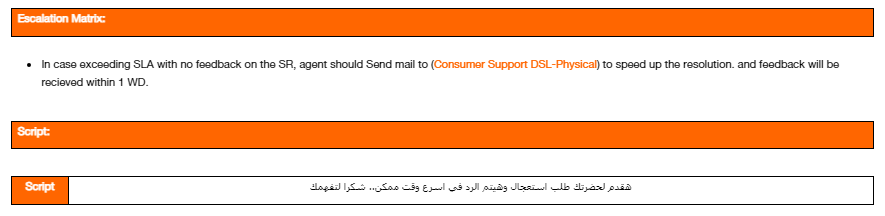 Escalation Matrix:
• In case exceeding SLA with no feedback on the SR, agent should Send mail to (Consumer Support DSL-Physical) to speed up the resolution. and feedback will be
recieved within 1 WD.
Script:
Script
هقدم لحضرتك طلب استعجال وهيتم الرد في اسرع وقت ممكن.. شكرا لتفهمك